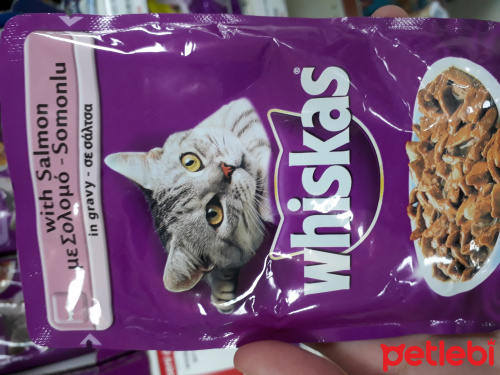 with Salmon
με Σολομό - Somonlu
in gravy - σε σάλτσα
whiskas®
petlebi